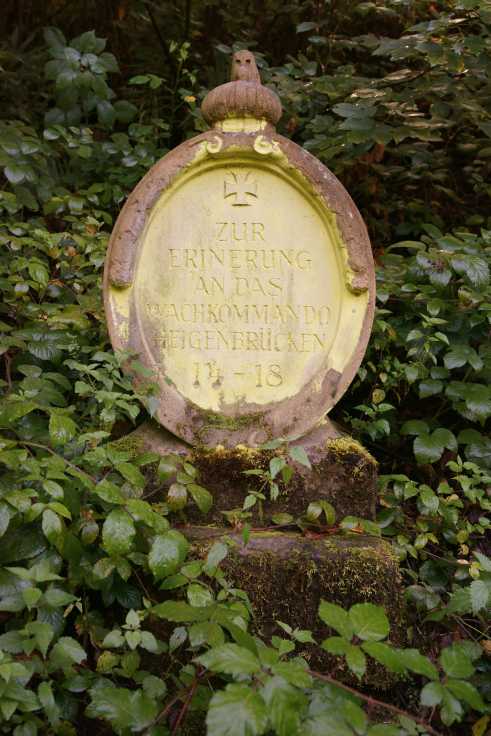 ZUR
ERINERUNG
AN DAS
WACHKOMMANDO
HEIGENBRÜCKEN
14-18